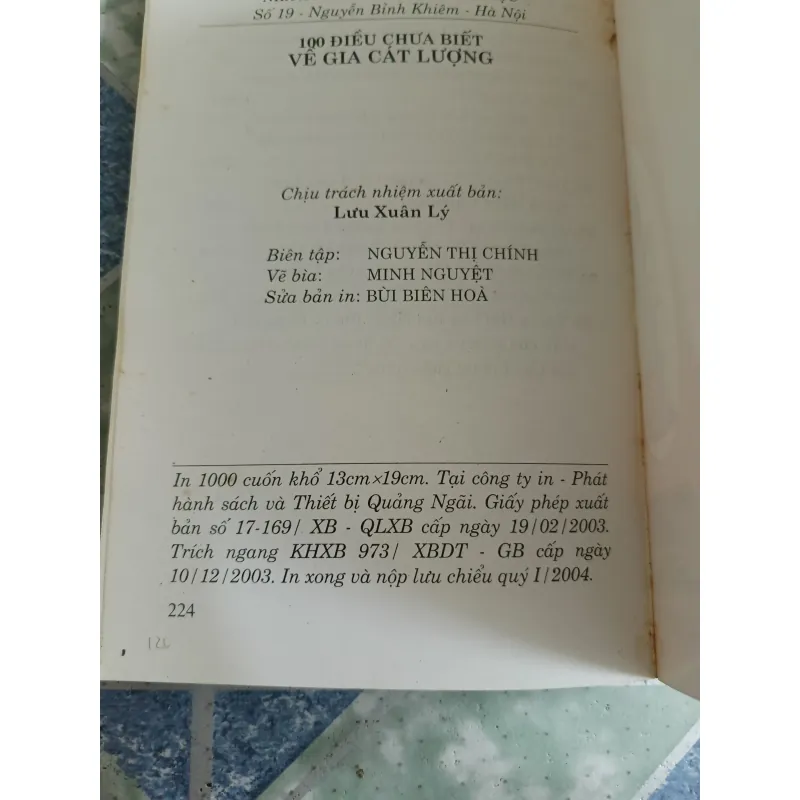 Số 19 - Nguyễn Bỉnh Khiêm - Hà Nội
100 ĐIỀU CHƯA BIẾT
VỀ GIA CÁT LƯỢNG
Chịu trách nhiệm xuất bản:
Lưu Xuân Lý
Biên tập: NGUYỄN THỊ CHÍNH
Vẽ bìa: MINH NGUYỆT
Sửa bản in: BÙI BIÊN HOÀ
In 1000 cuốn khổ 13cm×19cm. Tại công ty in - Phát
hành sách và Thiết bị Quảng Ngãi. Giấy phép xuất
bản số 17-169/ XB - QLXB cấp ngày 19/02/2003.
Trích ngang KHXB 973/ XBDT - GB cấp ngày
10/12/2003. In xong và nộp lưu chiểu quý I/2004.
224